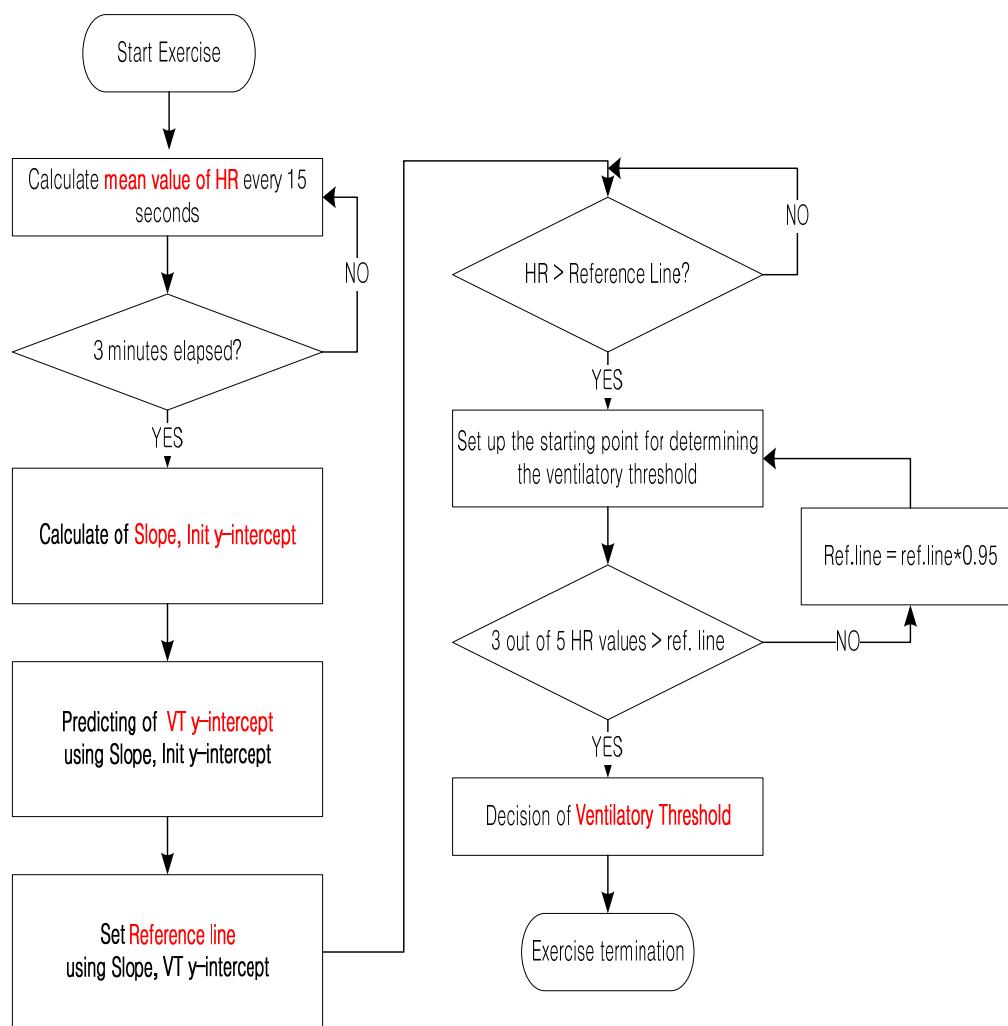 Start Exercise
Calculate mean value of HR every 15
seconds
NO
3 minutes elapsed?
YES
Calculate of Slope, Init y-intercept
Predicting of VT y-intercept
using Slope, Init y-intercept
Set Reference line
using Slope, VT y-intercept
NO
HR > Reference Line?
YES
Set up the starting point for determining
the ventilatory threshold
Ref.line = ref.line*0.95
3 out of 5 HR values > ref. line
NO
YES
Decision of Ventilatory Threshold
Exercise termination